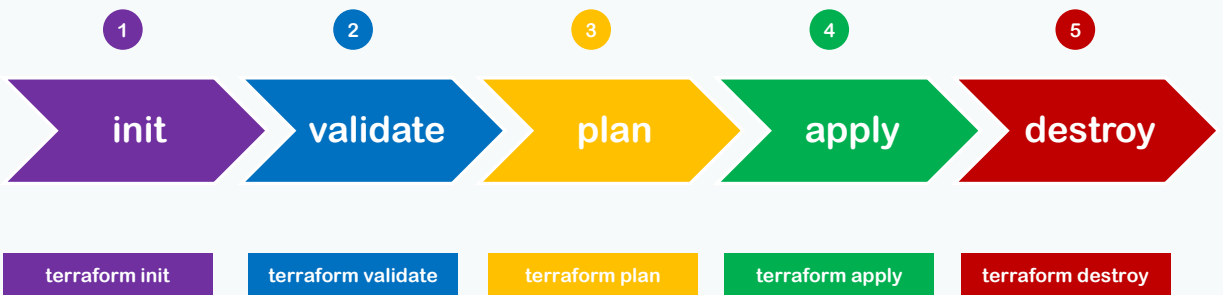 1 2 3 4 5
init validate plan apply destroy
terraform init terraform validate terraform plan terraform apply terraform destroy